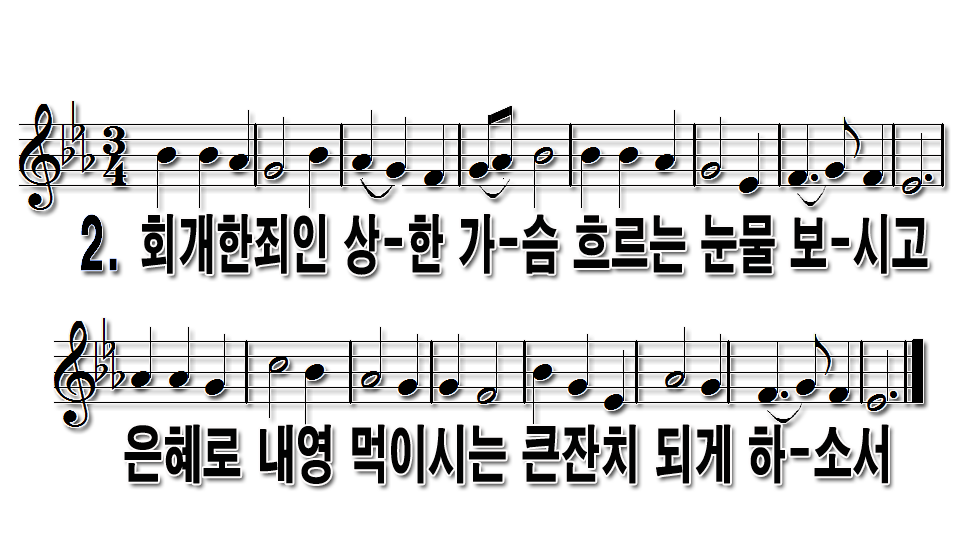 2. 회개한죄인 상-한 가-슴 흐르는 눈물 보-시고
은혜로 내영 먹이시는 큰잔치 되게 하-소서